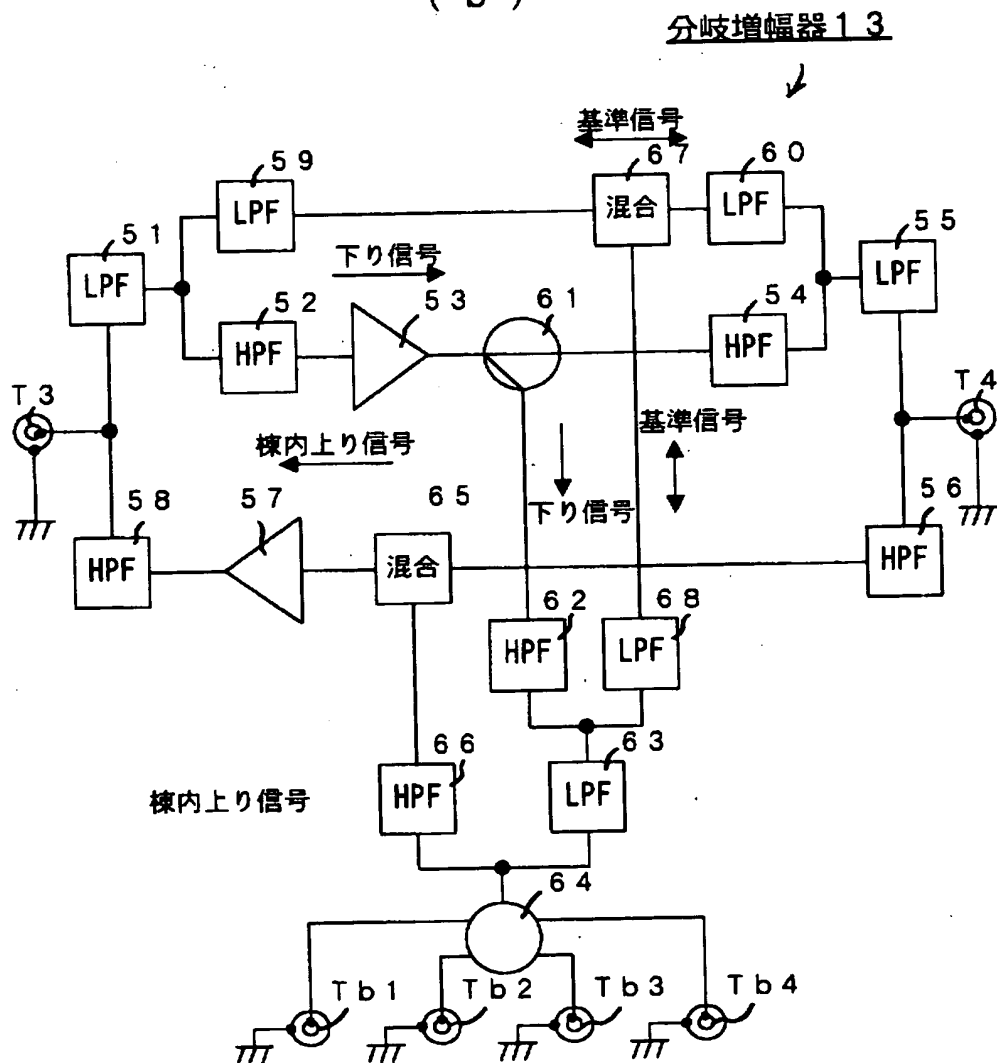 (b)
分岐増幅器13
基準信号
59
67
60
LPF
混合
LPF
51
55
LPF
下り信号
LPF
52
53
61
54
HPF
HPF
T3
T4
棟内上り信号
基準信号
58
57
65
下り信号
56
HPF
混合
HPF
62
68
HPF
LPF
66
63
棟内上り信号
HPF
LPF
64
Tb1
Tb2
Tb3
Tb4